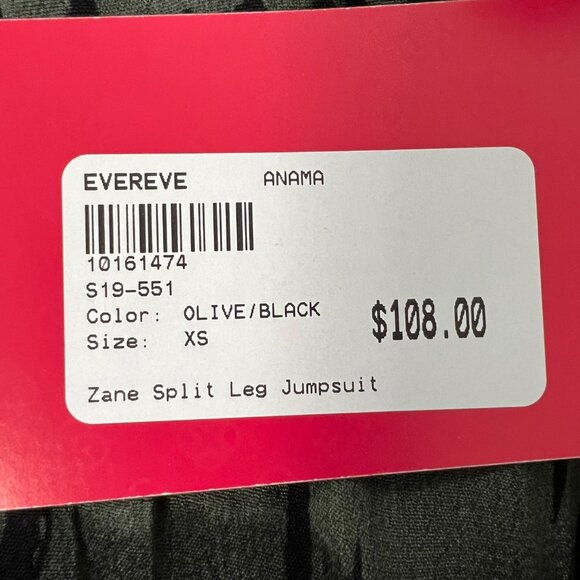 EVEREVE ANAMA
10161474
S19-551
Color: OLIVE/BLACK
Size: XS
$108.00
Zane Split Leg Jumpsuit